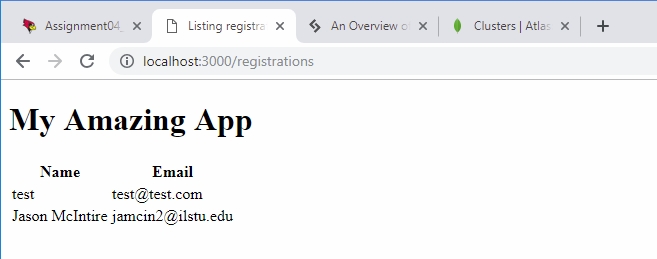 Assignment04_ Listing registra An Overview of Clusters | Atlas
localhost:3000/registrations
My Amazing App
Name Email
test test@test.com
Jason McIntire jamcin2@ilstu.edu